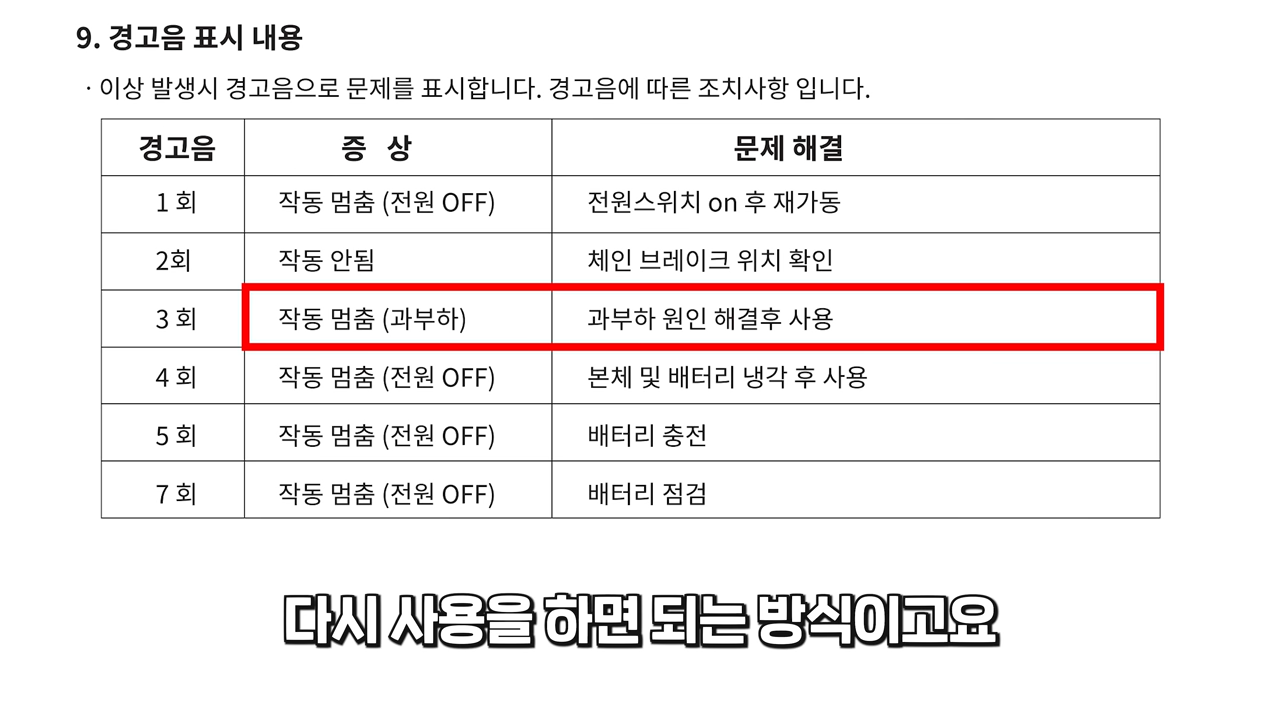 9. 경고음 표시 내용
· 이상 발생시 경고음으로 문제를 표시합니다. 경고음에 따른 조치사항 입니다.
경고음 증 상 문제 해결
1 회 작동 멈춤 (전원 OFF) 전원스위치 on 후 재가동
2회 작동 안됨 체인 브레이크 위치 확인
3 회 작동 멈춤 (과부하) 과부하 원인 해결후 사용
4 회 작동 멈춤 (전원 OFF) 본체 및 배터리 냉각 후 사용
5 회 작동 멈춤 (전원 OFF) 배터리 충전
7 회 작동 멈춤 (전원 OFF) 배터리 점검
다시 사용을 하면 되는 방식이고요